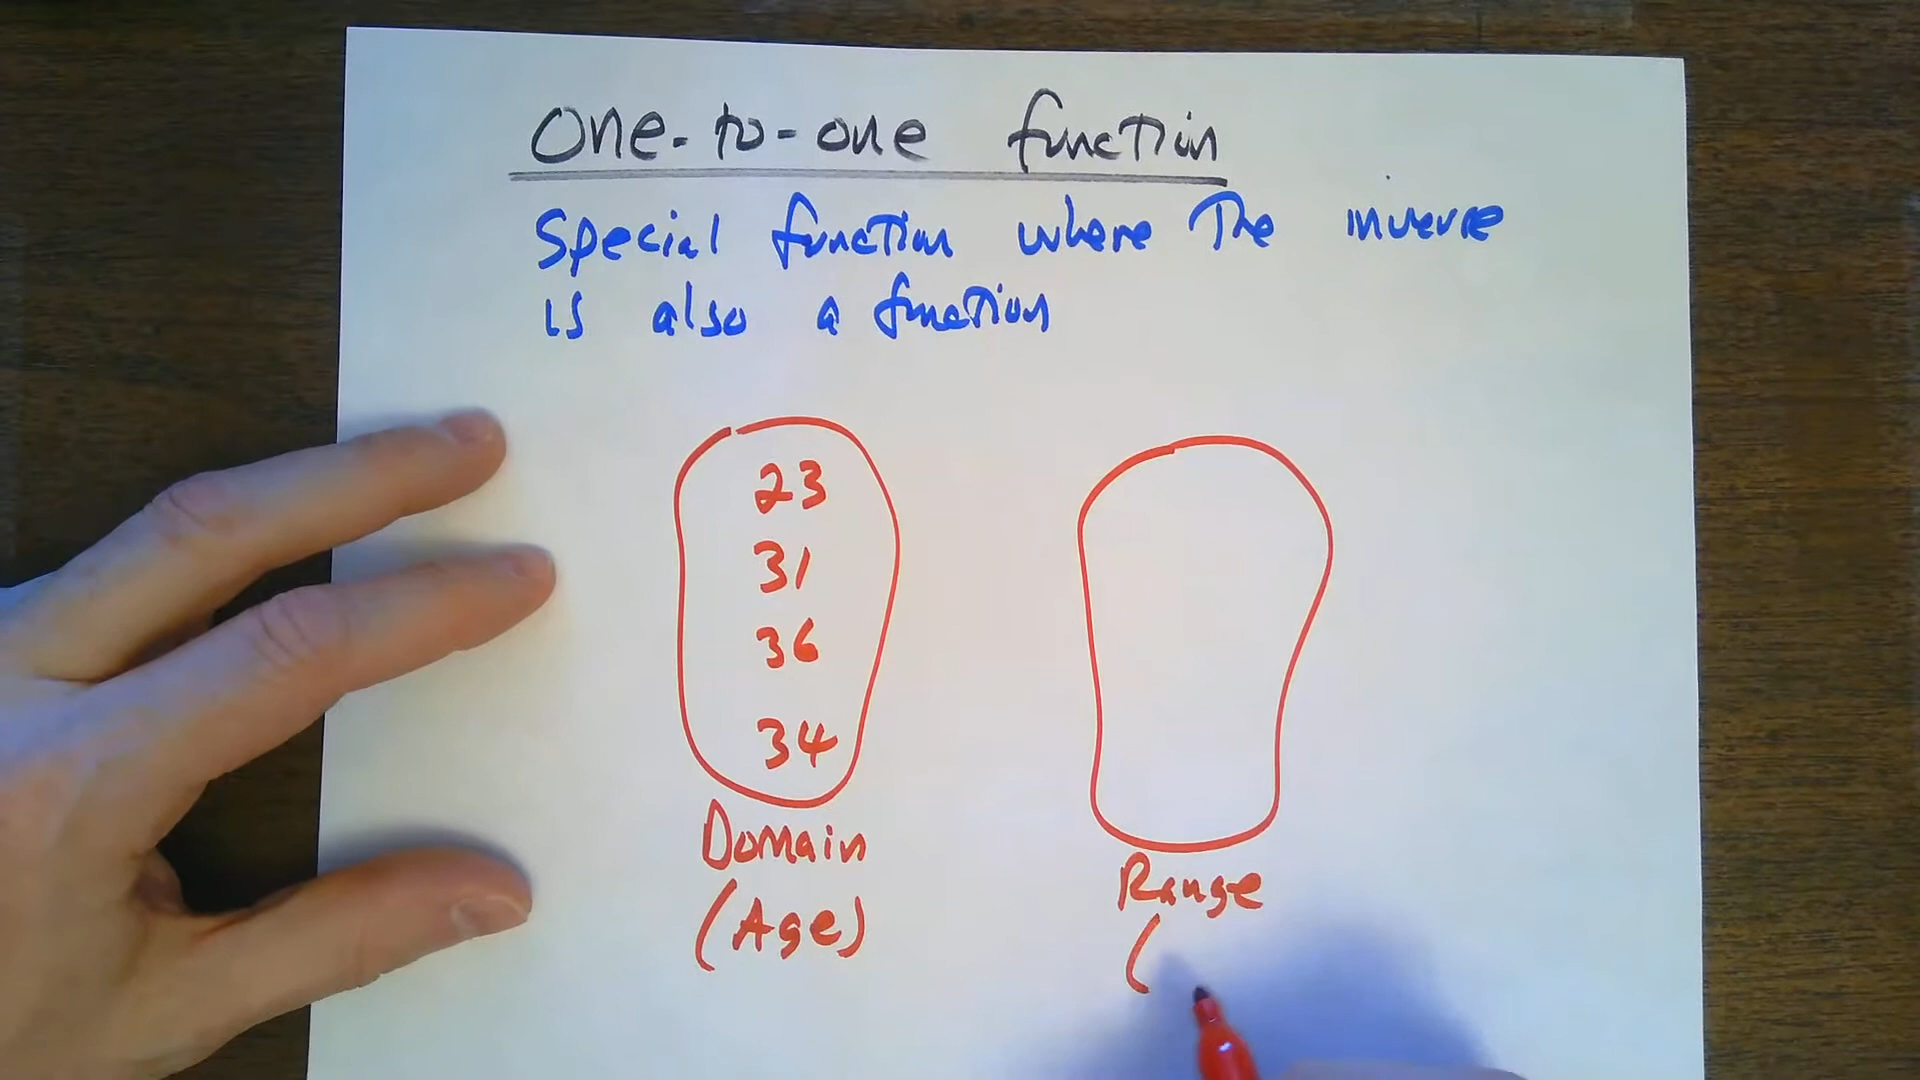 One-to-one function
Special function where the inverse
is also a function
23
31
36
34
Domain
(Age)
Range
(